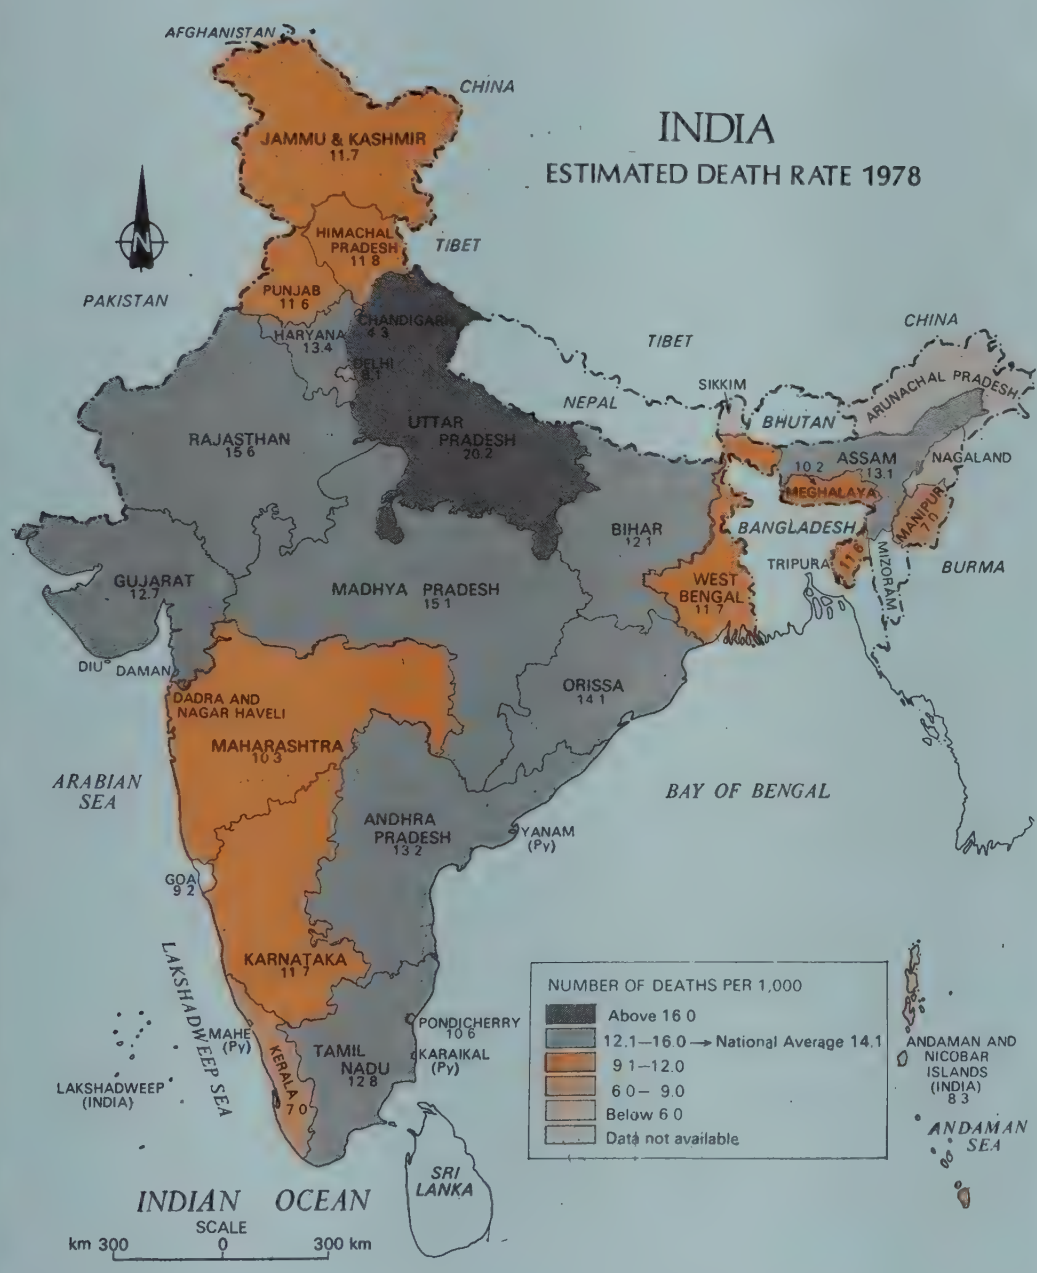 AFGHANISTAN
CHINA
INDIA
ESTIMATED DEATH RATE 1978
JAMMU & KASHMIR
11.7
N
HIMACHAL
PRADESH
11 8
TIBET
PAKISTAN
PUNJAB
11 6
HARYANA
13.4
CHANDIGARH
4 3
DELHI
8.1
TIBET
CHINA
SIKKIM
NEPAL
BHUTAN
ARUNACHAL PRADESH
RAJASTHAN
15 6
UTTAR
PRADESH
20.2
ASSAM
13.1
NAGALAND
10.2
MEGHALAYA
MANIPUR
7 0
BIHAR
12 1
BANGLADESH
TRIPURA
11 6
MIZORAM
BURMA
GUJARAT
12.7
MADHYA PRADESH
15 1
WEST
BENGAL
11 7
DIU
DAMAN
DADRA AND
NAGAR HAVELI
ORISSA
14 1
MAHARASHTRA
10 3
ARABIAN
SEA
BAY OF BENGAL
ANDHRA
PRADESH
13 2
YANAM
(Py)
GOA
9 2
KARNATAKA
11 7
LAKSHADWEEP SEA
NUMBER OF DEATHS PER 1,000
Above 16 0
12.1—16.0 → National Average 14.1
9 1—12.0
6 0— 9.0
Below 6 0
Data not available
MAHE
(Py)
KERALA
7 0
TAMIL
NADU
12 8
PONDICHERRY
10 6
KARAIKAL
(Py)
LAKSHADWEEP
(INDIA)
ANDAMAN AND
NICOBAR
ISLANDS
(INDIA)
8 3
ANDAMAN
SEA
SRI
LANKA
INDIAN OCEAN
SCALE
km 300 0 300 km